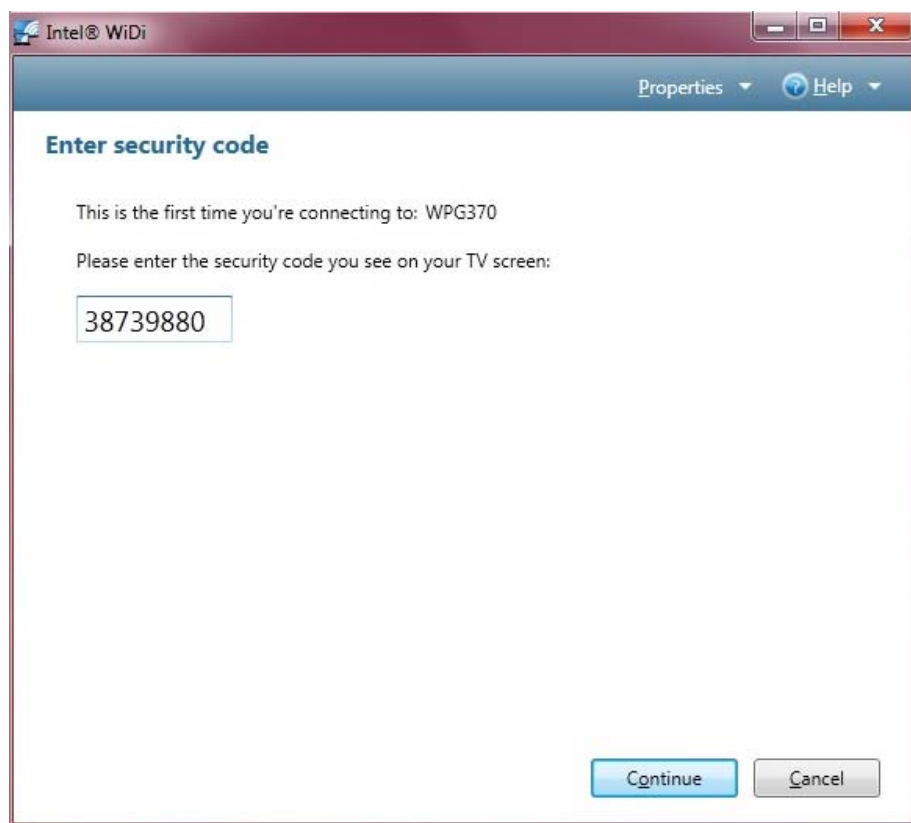 Intel® WiDi
Properties Help
Enter security code
This is the first time you're connecting to: WPG370
Please enter the security code you see on your TV screen:
38739880
Continue Cancel